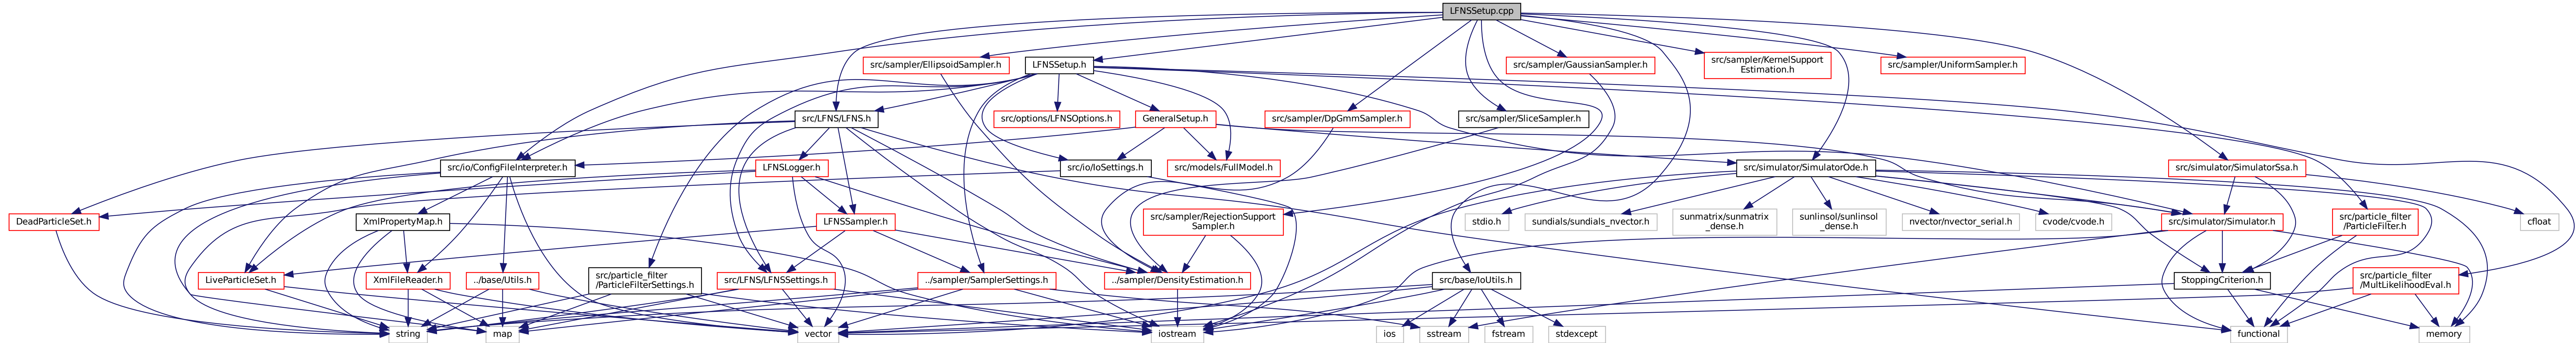 LFNSSetup.cpp
src/sampler/EllipsoidSampler.h
LFNSSetup.h
src/sampler/GaussianSampler.h
src/sampler/KernelSupport
Estimation.h
src/sampler/UniformSampler.h
src/LFNS/LFNS.h
src/options/LFNSOptions.h
GeneralSetup.h
src/sampler/DpGmmSampler.h
src/sampler/SliceSampler.h
src/io/ConfigFileInterpreter.h
LFNSLogger.h
src/io/IoSettings.h
src/models/FullModel.h
src/simulator/SimulatorOde.h
src/simulator/SimulatorSsa.h
DeadParticleSet.h
XmlPropertyMap.h
LFNSSampler.h
src/sampler/RejectionSupport
Sampler.h
stdio.h
sundials/sundials_nvector.h
sunmatrix/sunmatrix
_dense.h
sunlinsol/sunlinsol
_dense.h
nvector/nvector_serial.h
cvode/cvode.h
src/simulator/Simulator.h
src/particle_filter
/ParticleFilter.h
cfloat
LiveParticleSet.h
XmlFileReader.h
../base/Utils.h
src/particle_filter
/ParticleFilterSettings.h
src/LFNS/LFNSSettings.h
../sampler/SamplerSettings.h
../sampler/DensityEstimation.h
src/base/IoUtils.h
StoppingCriterion.h
src/particle_filter
/MultLikelihoodEval.h
string
map
vector
iostream
ios
sstream
fstream
stdexcept
functional
memory